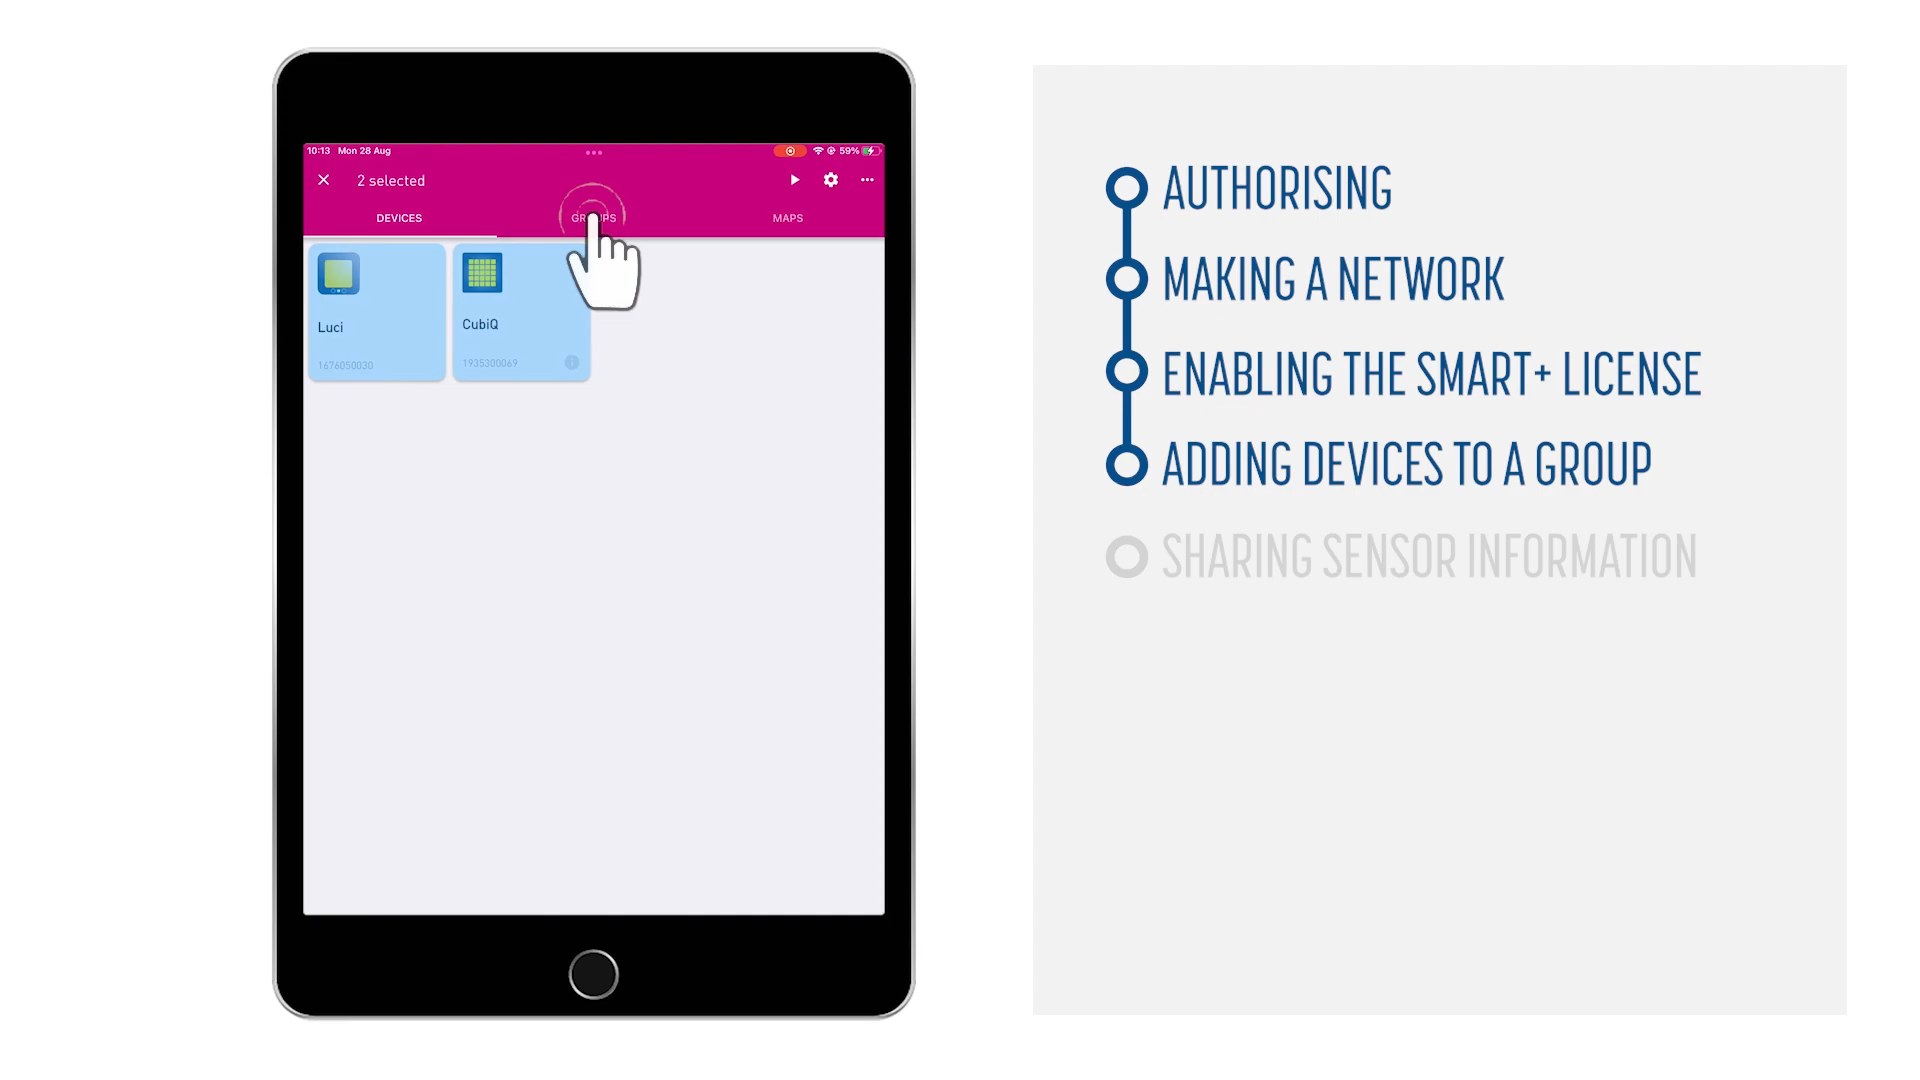 10:13 Mon 28 Aug
59%
2 selected
DEVICES GROUPS MAPS
Luci
CubiQ
1676050030
1935300069
AUTHORISING
MAKING A NETWORK
ENABLING THE SMART+ LICENSE
ADDING DEVICES TO A GROUP
SHARING SENSOR INFORMATION